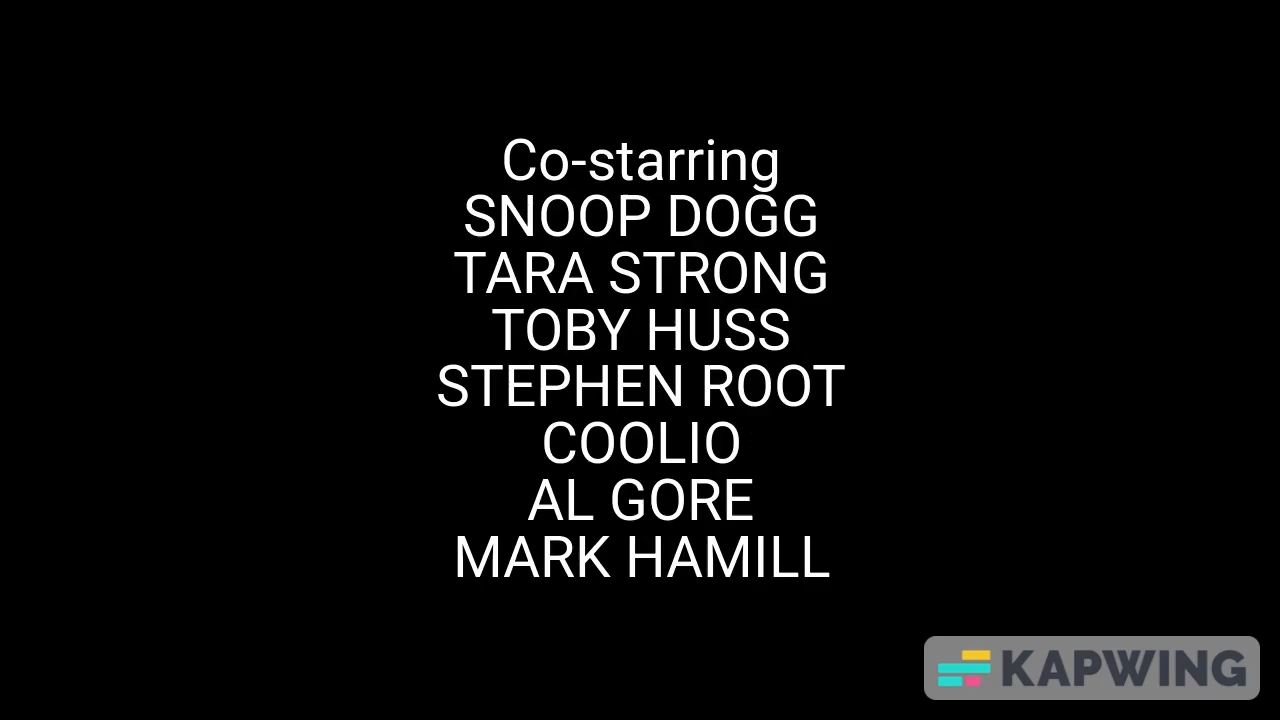 Co-starring
SNOOP DOGG
TARA STRONG
TOBY HUSS
STEPHEN ROOT
COOLIO
AL GORE
MARK HAMILL
KAPWING